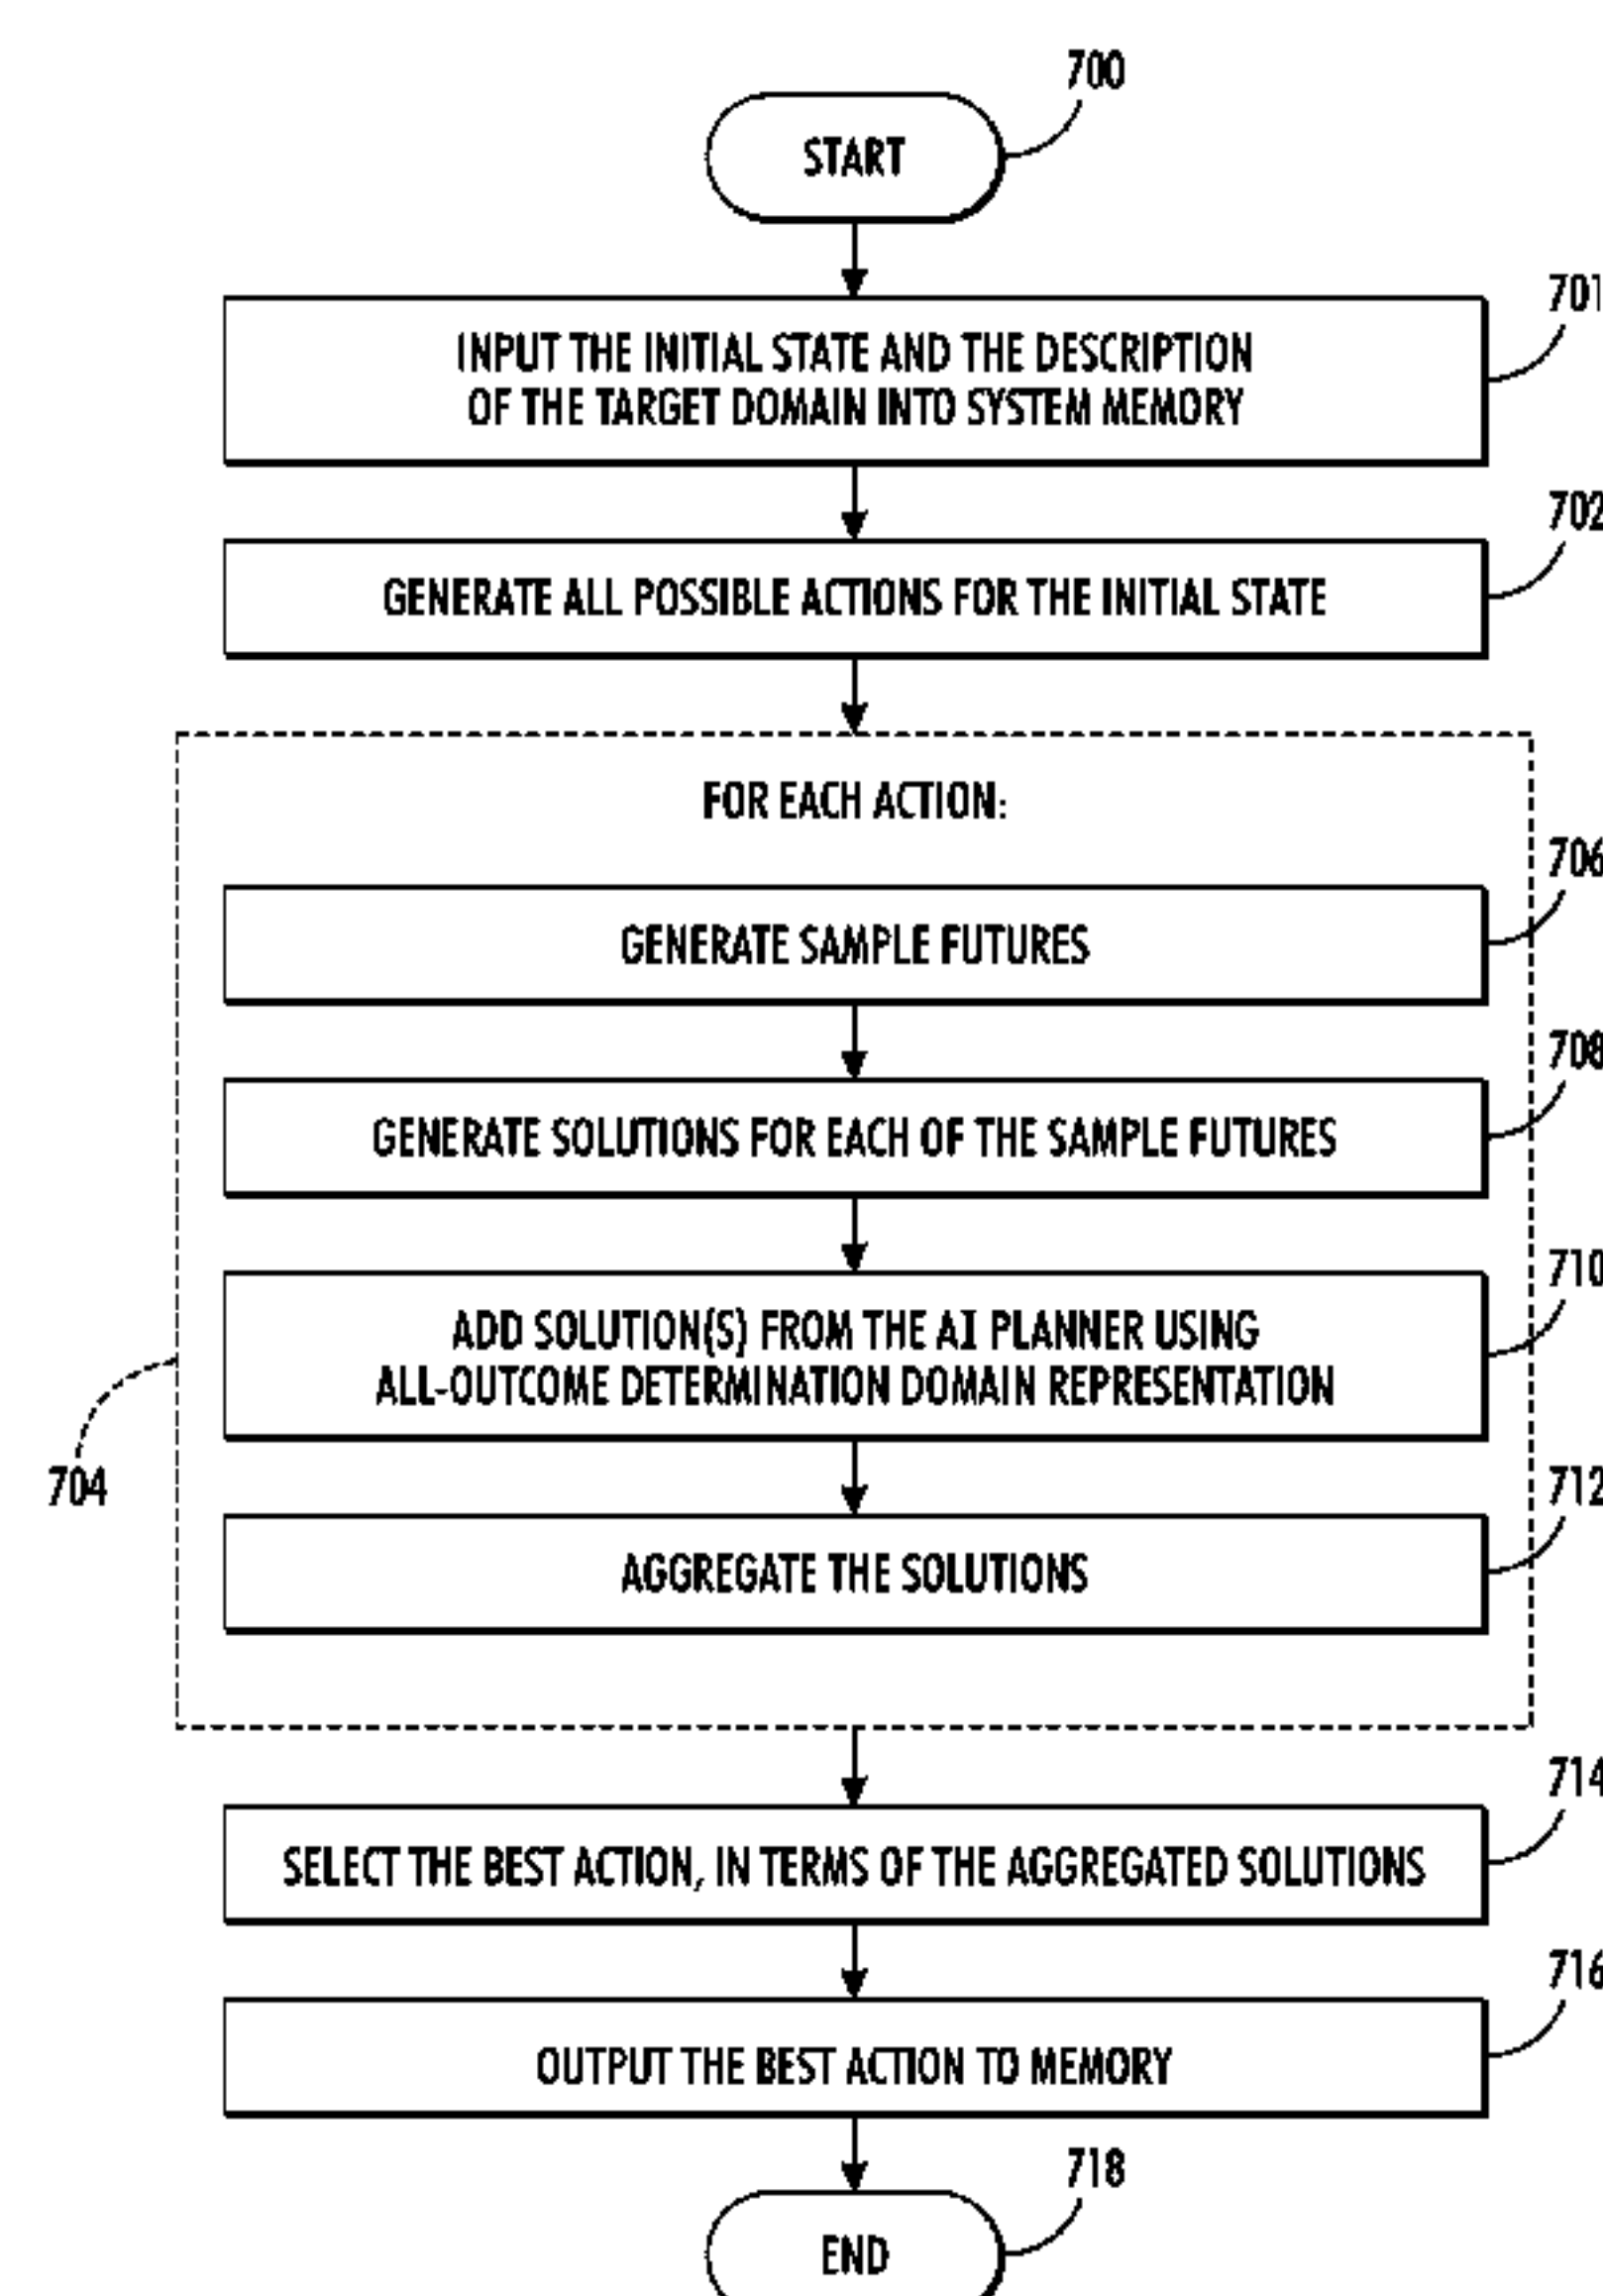 700
START
701
INPUT THE INITIAL STATE AND THE DESCRIPTION
OF THE TARGET DOMAIN INTO SYSTEM MEMORY
702
GENERATE ALL POSSIBLE ACTIONS FOR THE INITIAL STATE
FOR EACH ACTION:
706
GENERATE SAMPLE FUTURES
708
GENERATE SOLUTIONS FOR EACH OF THE SAMPLE FUTURES
710
ADD SOLUTION(S) FROM THE AI PLANNER USING
ALL-OUTCOME DETERMINATION DOMAIN REPRESENTATION
704
712
AGGREGATE THE SOLUTIONS
714
SELECT THE BEST ACTION, IN TERMS OF THE AGGREGATED SOLUTIONS
716
OUTPUT THE BEST ACTION TO MEMORY
718
END